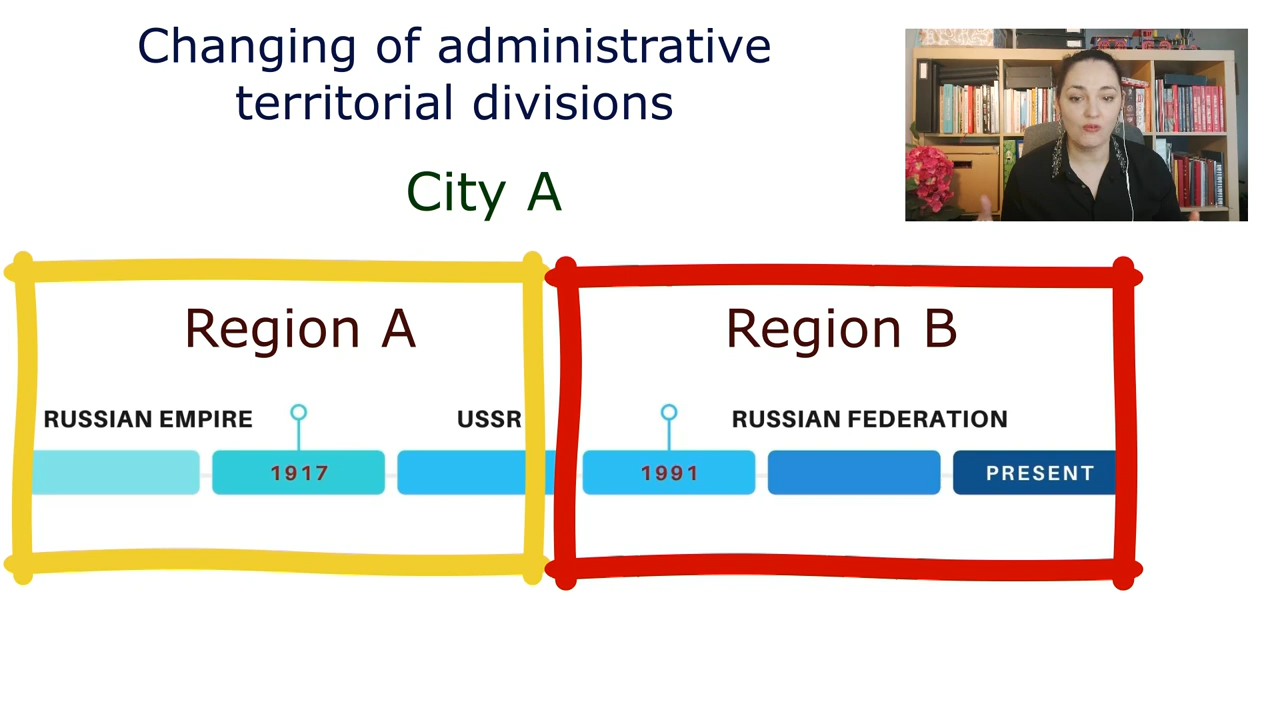 Changing of administrative
territorial divisions
City A
Region A
Region B
RUSSIAN EMPIRE
USSR
RUSSIAN FEDERATION
1917
1991
PRESENT